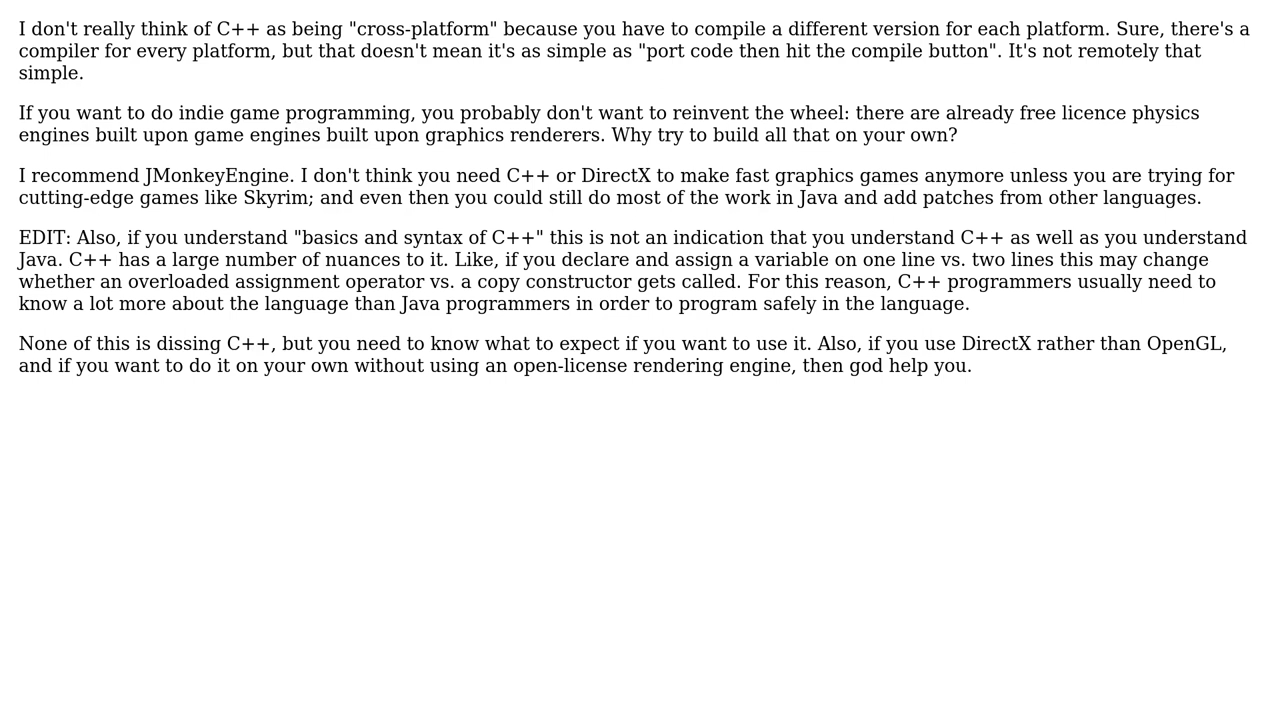 I don't really think of C++ as being "cross-platform" because you have to compile a different version for each platform. Sure, there's a
compiler for every platform, but that doesn't mean it's as simple as "port code then hit the compile button". It's not remotely that
simple.
If you want to do indie game programming, you probably don't want to reinvent the wheel: there are already free licence physics
engines built upon game engines built upon graphics renderers. Why try to build all that on your own?
I recommend JMonkeyEngine. I don't think you need C++ or DirectX to make fast graphics games anymore unless you are trying for
cutting-edge games like Skyrim; and even then you could still do most of the work in Java and add patches from other languages.
EDIT: Also, if you understand "basics and syntax of C++" this is not an indication that you understand C++ as well as you understand
Java. C++ has a large number of nuances to it. Like, if you declare and assign a variable on one line vs. two lines this may change
whether an overloaded assignment operator vs. a copy constructor gets called. For this reason, C++ programmers usually need to
know a lot more about the language than Java programmers in order to program safely in the language.
None of this is dissing C++, but you need to know what to expect if you want to use it. Also, if you use DirectX rather than OpenGL,
and if you want to do it on your own without using an open-license rendering engine, then god help you.